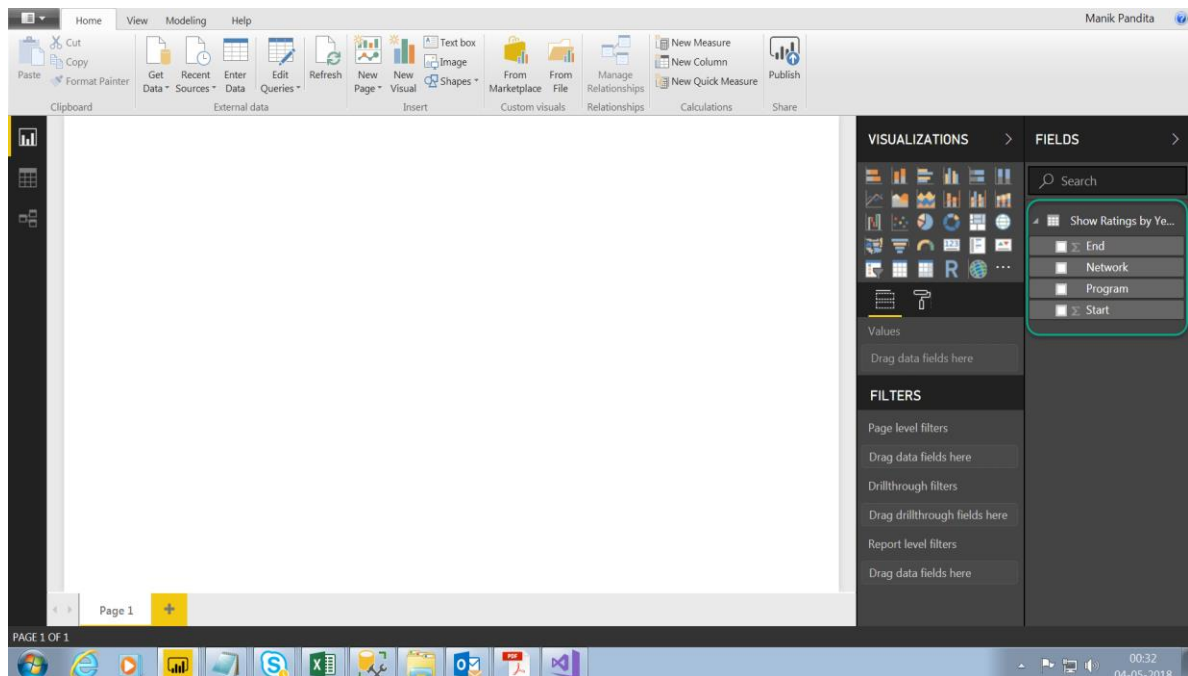 Home View Modeling Help
Manik Pandita
Paste
Cut
Copy
Format Painter
Clipboard
Get Data
Recent Sources
Enter Data
Edit Queries
Refresh
External data
New Page
New Visual
Text box
Image
Shapes
Insert
From Marketplace
From File
Custom visuals
Manage Relationships
Relationships
New Measure
New Column
New Quick Measure
Calculations
Publish
Share
VISUALIZATIONS
123
R
Values
Drag data fields here
FILTERS
Page level filters
Drag data fields here
Drillthrough filters
Drag drillthrough fields here
Report level filters
Drag data fields here
FIELDS
Search
Show Ratings by Ye...
Σ End
Network
Program
Σ Start
Page 1
PAGE 1 OF 1
PDF
00:32
04-05-2018